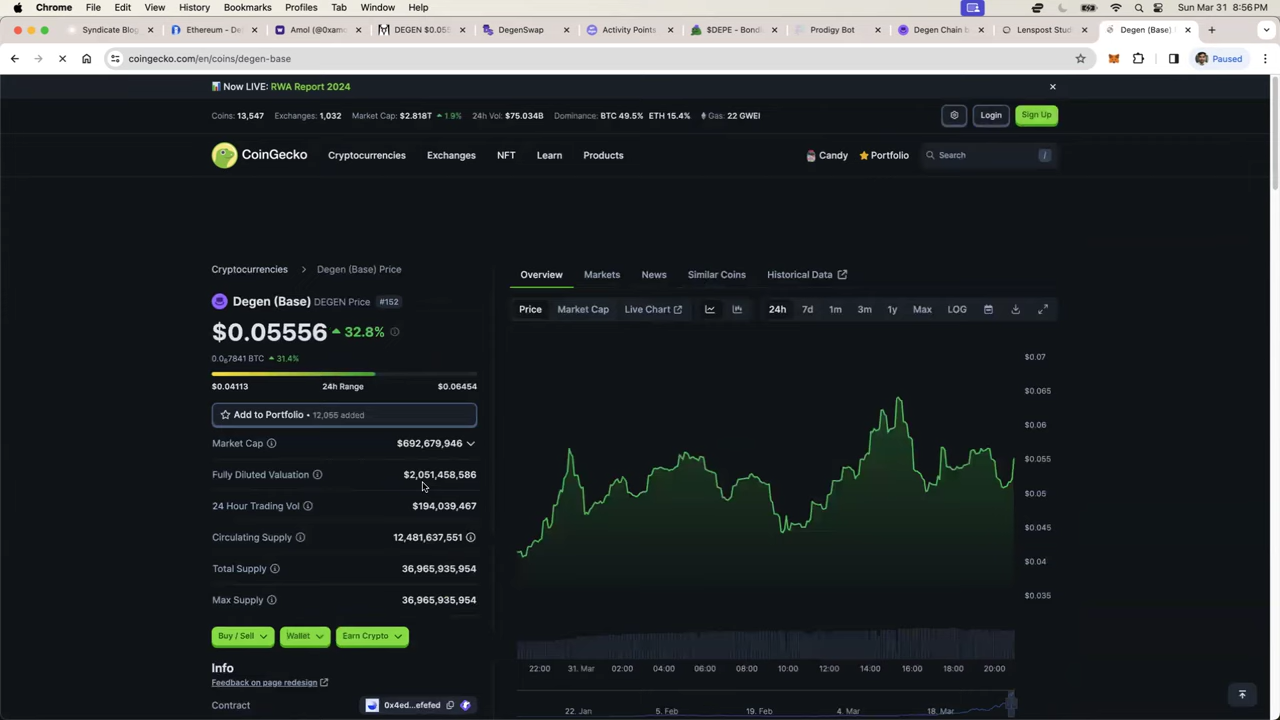 Chrome File Edit View History Bookmarks Profiles Tab Window Help Sun Mar 31 8:56 PM
Syndicate Blog Ethereum - De Amol (@0xamo DEGEN $0.055 DegenSwap Activity Points $DEPE - Bondi Prodigy Bot Degen Chain b Lenspost Studi Degen (Base)
coingecko.com/en/coins/degen-base Paused
Now LIVE: RWA Report 2024
Coins: 13,547 Exchanges: 1,032 Market Cap: $2.818T 1.9% 24h Vol: $75.034B Dominance: BTC 49.5% ETH 15.4% Gas: 22 GWEI Login Sign Up
CoinGecko Cryptocurrencies Exchanges NFT Learn Products Candy Portfolio Search /
Cryptocurrencies Degen (Base) Price
Overview Markets News Similar Coins Historical Data
Degen (Base) DEGEN Price #152
Price Market Cap Live Chart 24h 7d 1m 3m 1y Max LOG
$0.05556 32.8%
0.0₆7841 BTC 31.4%
$0.04113 24h Range $0.06454
Add to Portfolio • 12,055 added
Market Cap $692,679,946
Fully Diluted Valuation $2,051,458,586
24 Hour Trading Vol $194,039,467
Circulating Supply 12,481,637,551
Total Supply 36,965,935,954
Max Supply 36,965,935,954
Buy / Sell Wallet Earn Crypto
Info
Feedback on page redesign
Contract 0x4ed...efefed
$0.07
$0.065
$0.06
$0.055
$0.05
$0.045
$0.04
$0.035
22:00 31. Mar 02:00 04:00 06:00 08:00 10:00 12:00 14:00 16:00 18:00 20:00
22. Jan 5. Feb 19. Feb 4. Mar 18. Mar